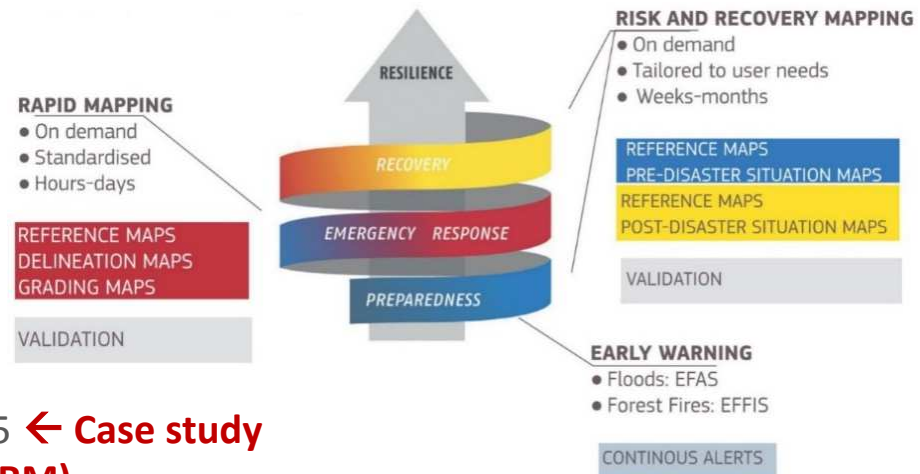 RISK AND RECOVERY MAPPING
● On demand
● Tailored to user needs
● Weeks-months
RESILIENCE
RAPID MAPPING
● On demand
● Standardised
● Hours-days
RECOVERY
REFERENCE MAPS
PRE-DISASTER SITUATION MAPS
REFERENCE MAPS
POST-DISASTER SITUATION MAPS
REFERENCE MAPS
DELINEATION MAPS
GRADING MAPS
EMERGENCY RESPONSE
VALIDATION
PREPAREDNESS
VALIDATION
EARLY WARNING
● Floods: EFAS
● Forest Fires: EFFIS
CONTINOUS ALERTS
5 ← Case study